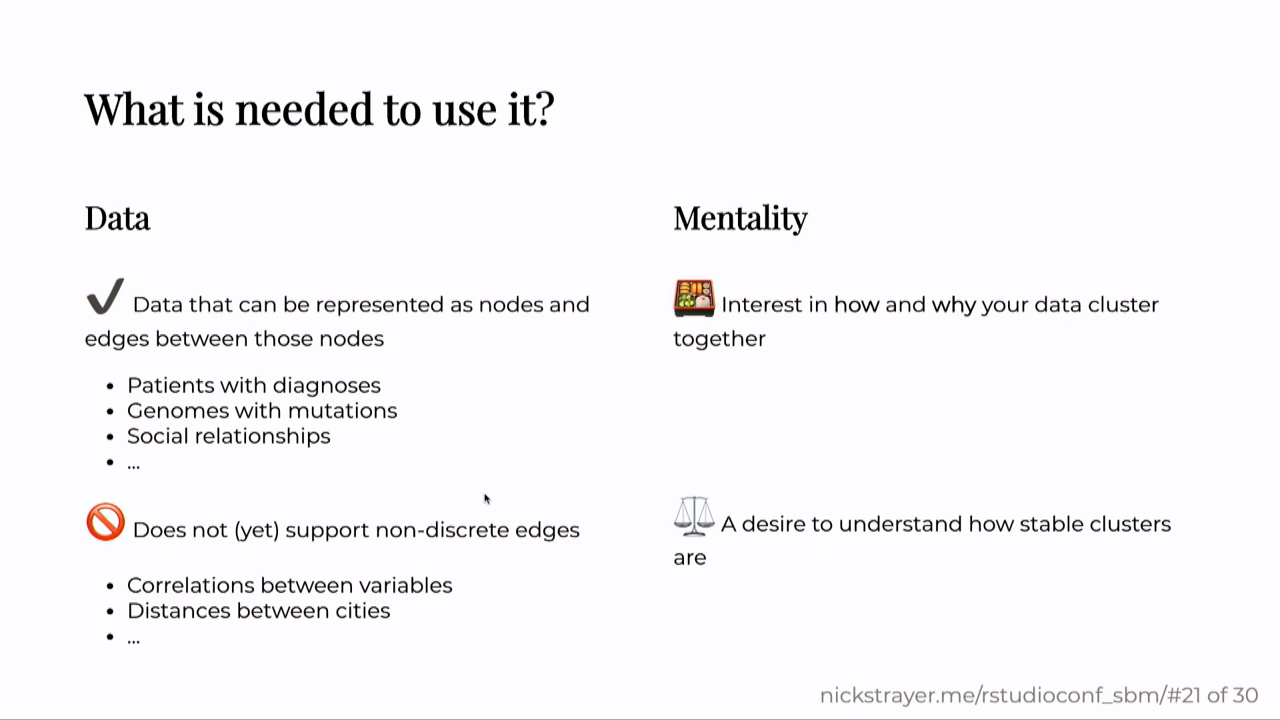 What is needed to use it?
Data
✔ Data that can be represented as nodes and
edges between those nodes
• Patients with diagnoses
• Genomes with mutations
• Social relationships
• ...
🚫 Does not (yet) support non-discrete edges
• Correlations between variables
• Distances between cities
• ...
Mentality
🍱 Interest in how and why your data cluster
together
⚖ A desire to understand how stable clusters
are
nickstrayer.me/rstudioconf_sbm/#21 of 30